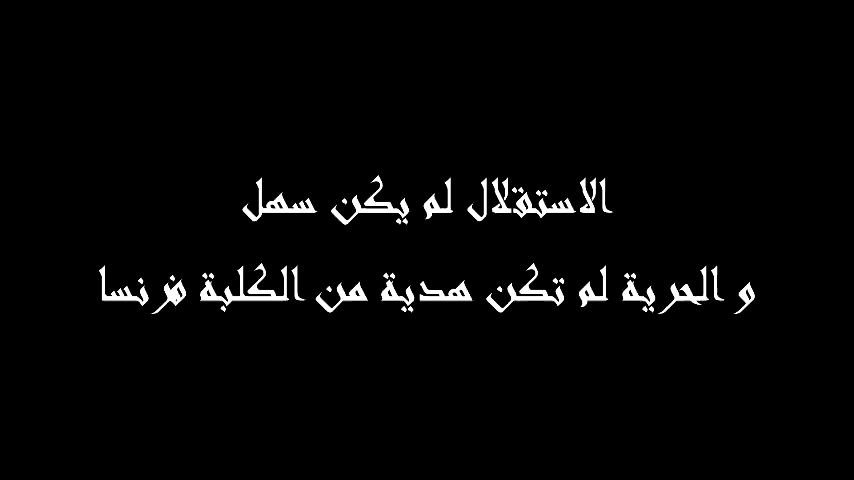 الاستقلال لم يكن سهل
و الحرية لم تكن هدية من الكلبة فرنسا